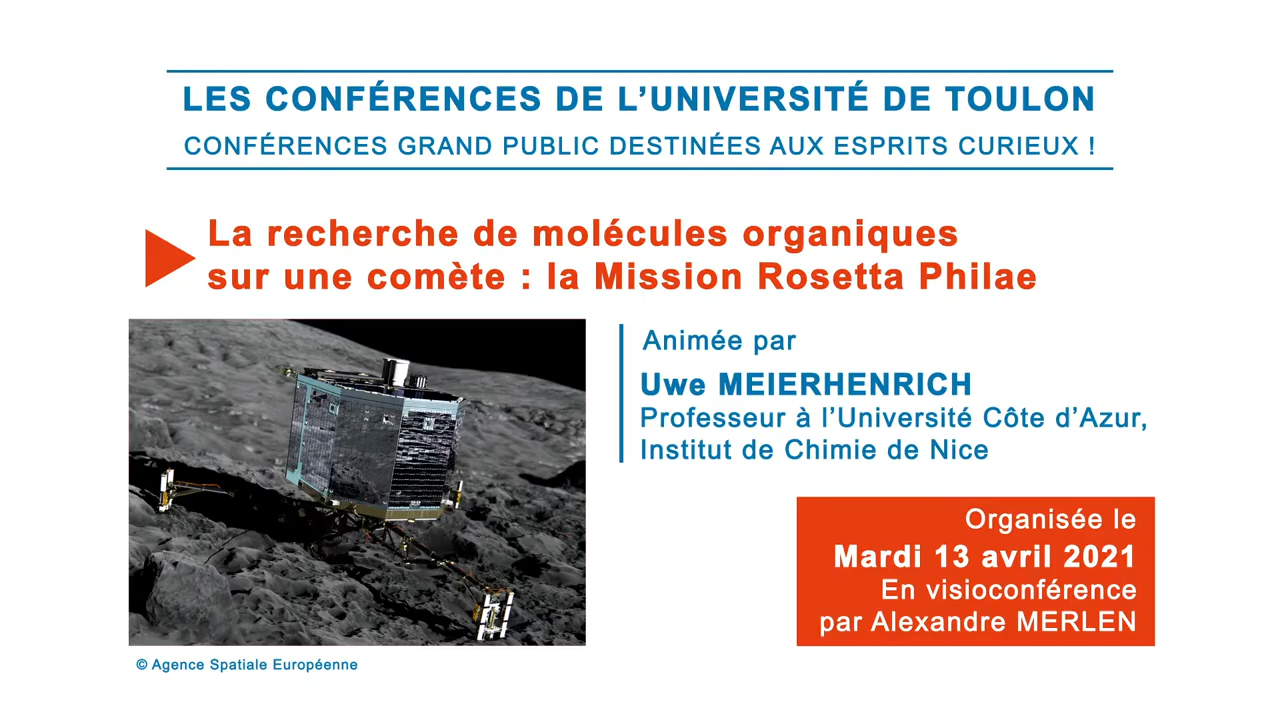 LES CONFÉRENCES DE L’UNIVERSITÉ DE TOULON
CONFÉRENCES GRAND PUBLIC DESTINÉES AUX ESPRITS CURIEUX !
La recherche de molécules organiques
sur une comète : la Mission Rosetta Philae
Animée par
Uwe MEIERHENRICH
Professeur à l’Université Côte d’Azur,
Institut de Chimie de Nice
Organisée le
Mardi 13 avril 2021
En visioconférence
par Alexandre MERLEN
© Agence Spatiale Européenne